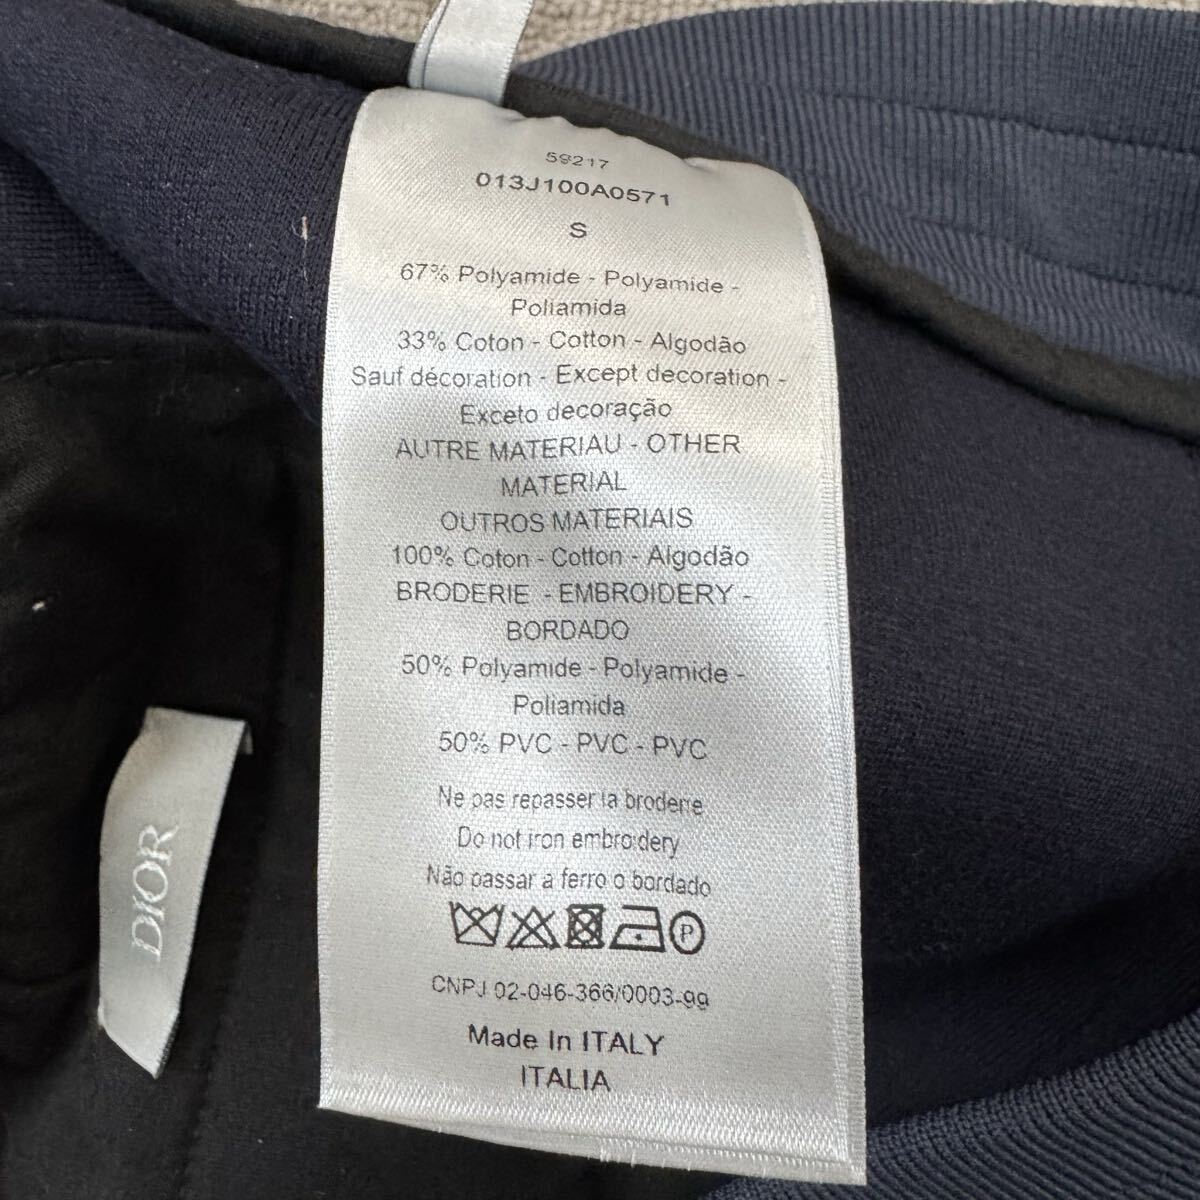 59217
013J100A0571
S
67% Polyamide - Polyamide -
Poliamida
33% Coton - Cotton - Algodão
Sauf décoration - Except decoration -
Exceto decoração
AUTRE MATERIAU - OTHER
MATERIAL
OUTROS MATERIAIS
100% Coton - Cotton - Algodão
BRODERIE - EMBROIDERY -
BORDADO
50% Polyamide - Polyamide -
Poliamida
50% PVC - PVC - PVC
Ne pas repasser la broderie
Do not iron embroidery
Não passar a ferro o bordado
P
CNPJ 02-046-366/0003-99
Made In ITALY
ITALIA
DIOR